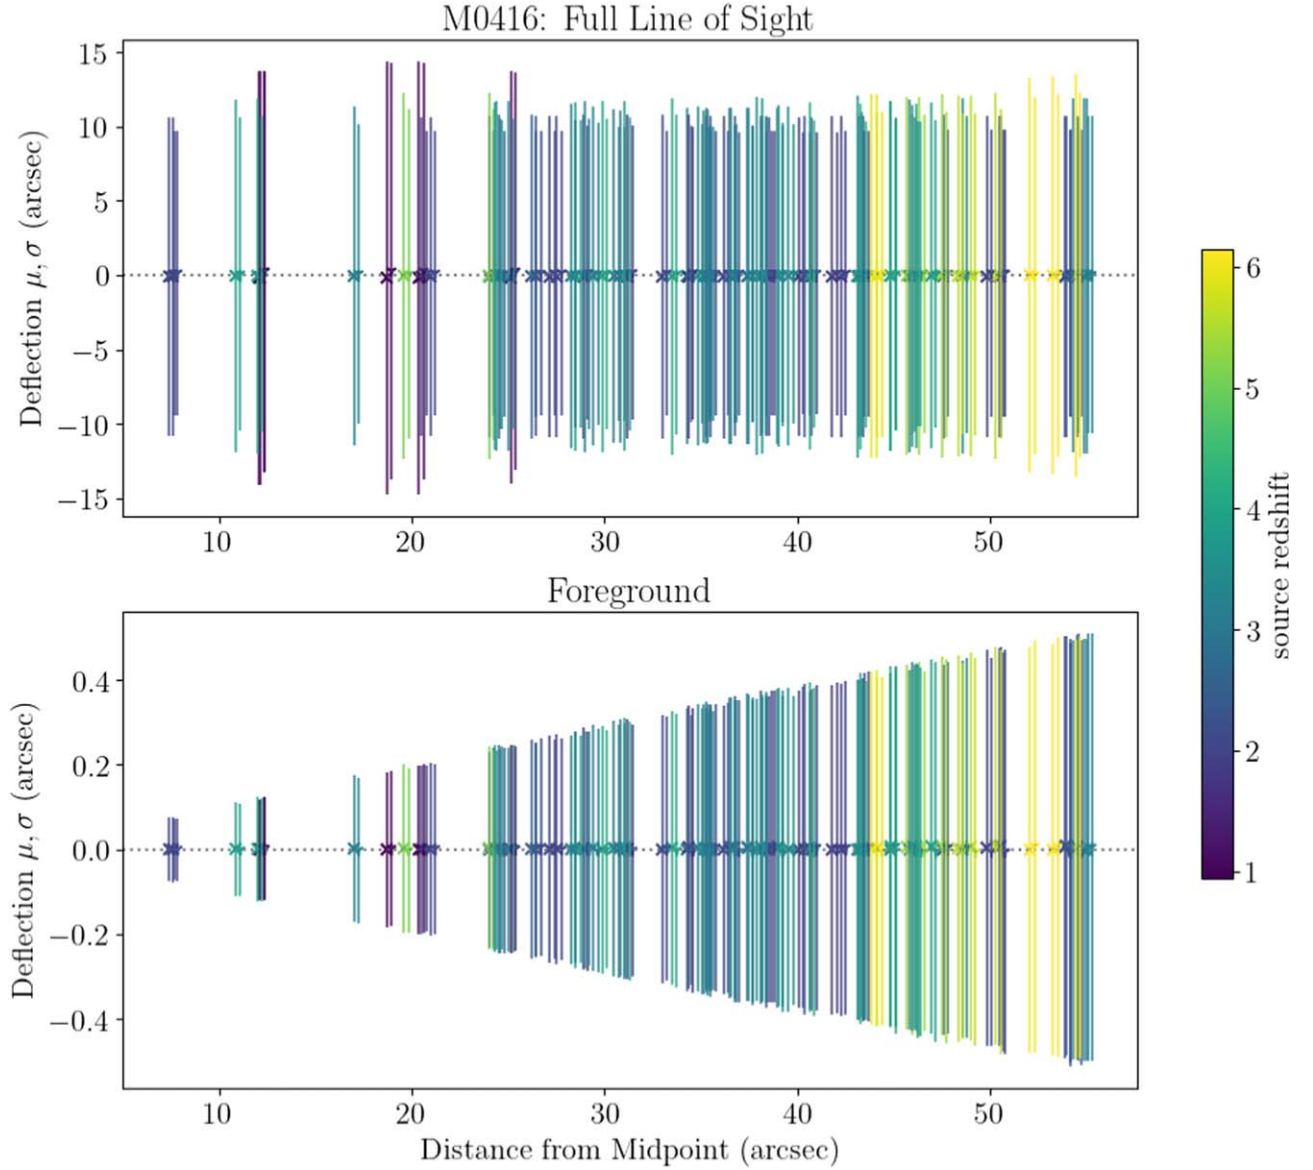 M0416: Full Line of Sight
Deflection μ, σ (arcsec)
15
10
5
0
−5
−10
−15
10 20 30 40 50
Foreground
Deflection μ, σ (arcsec)
0.4
0.2
0.0
−0.2
−0.4
10 20 30 40 50
Distance from Midpoint (arcsec)
6
5
4
3
2
1
source redshift